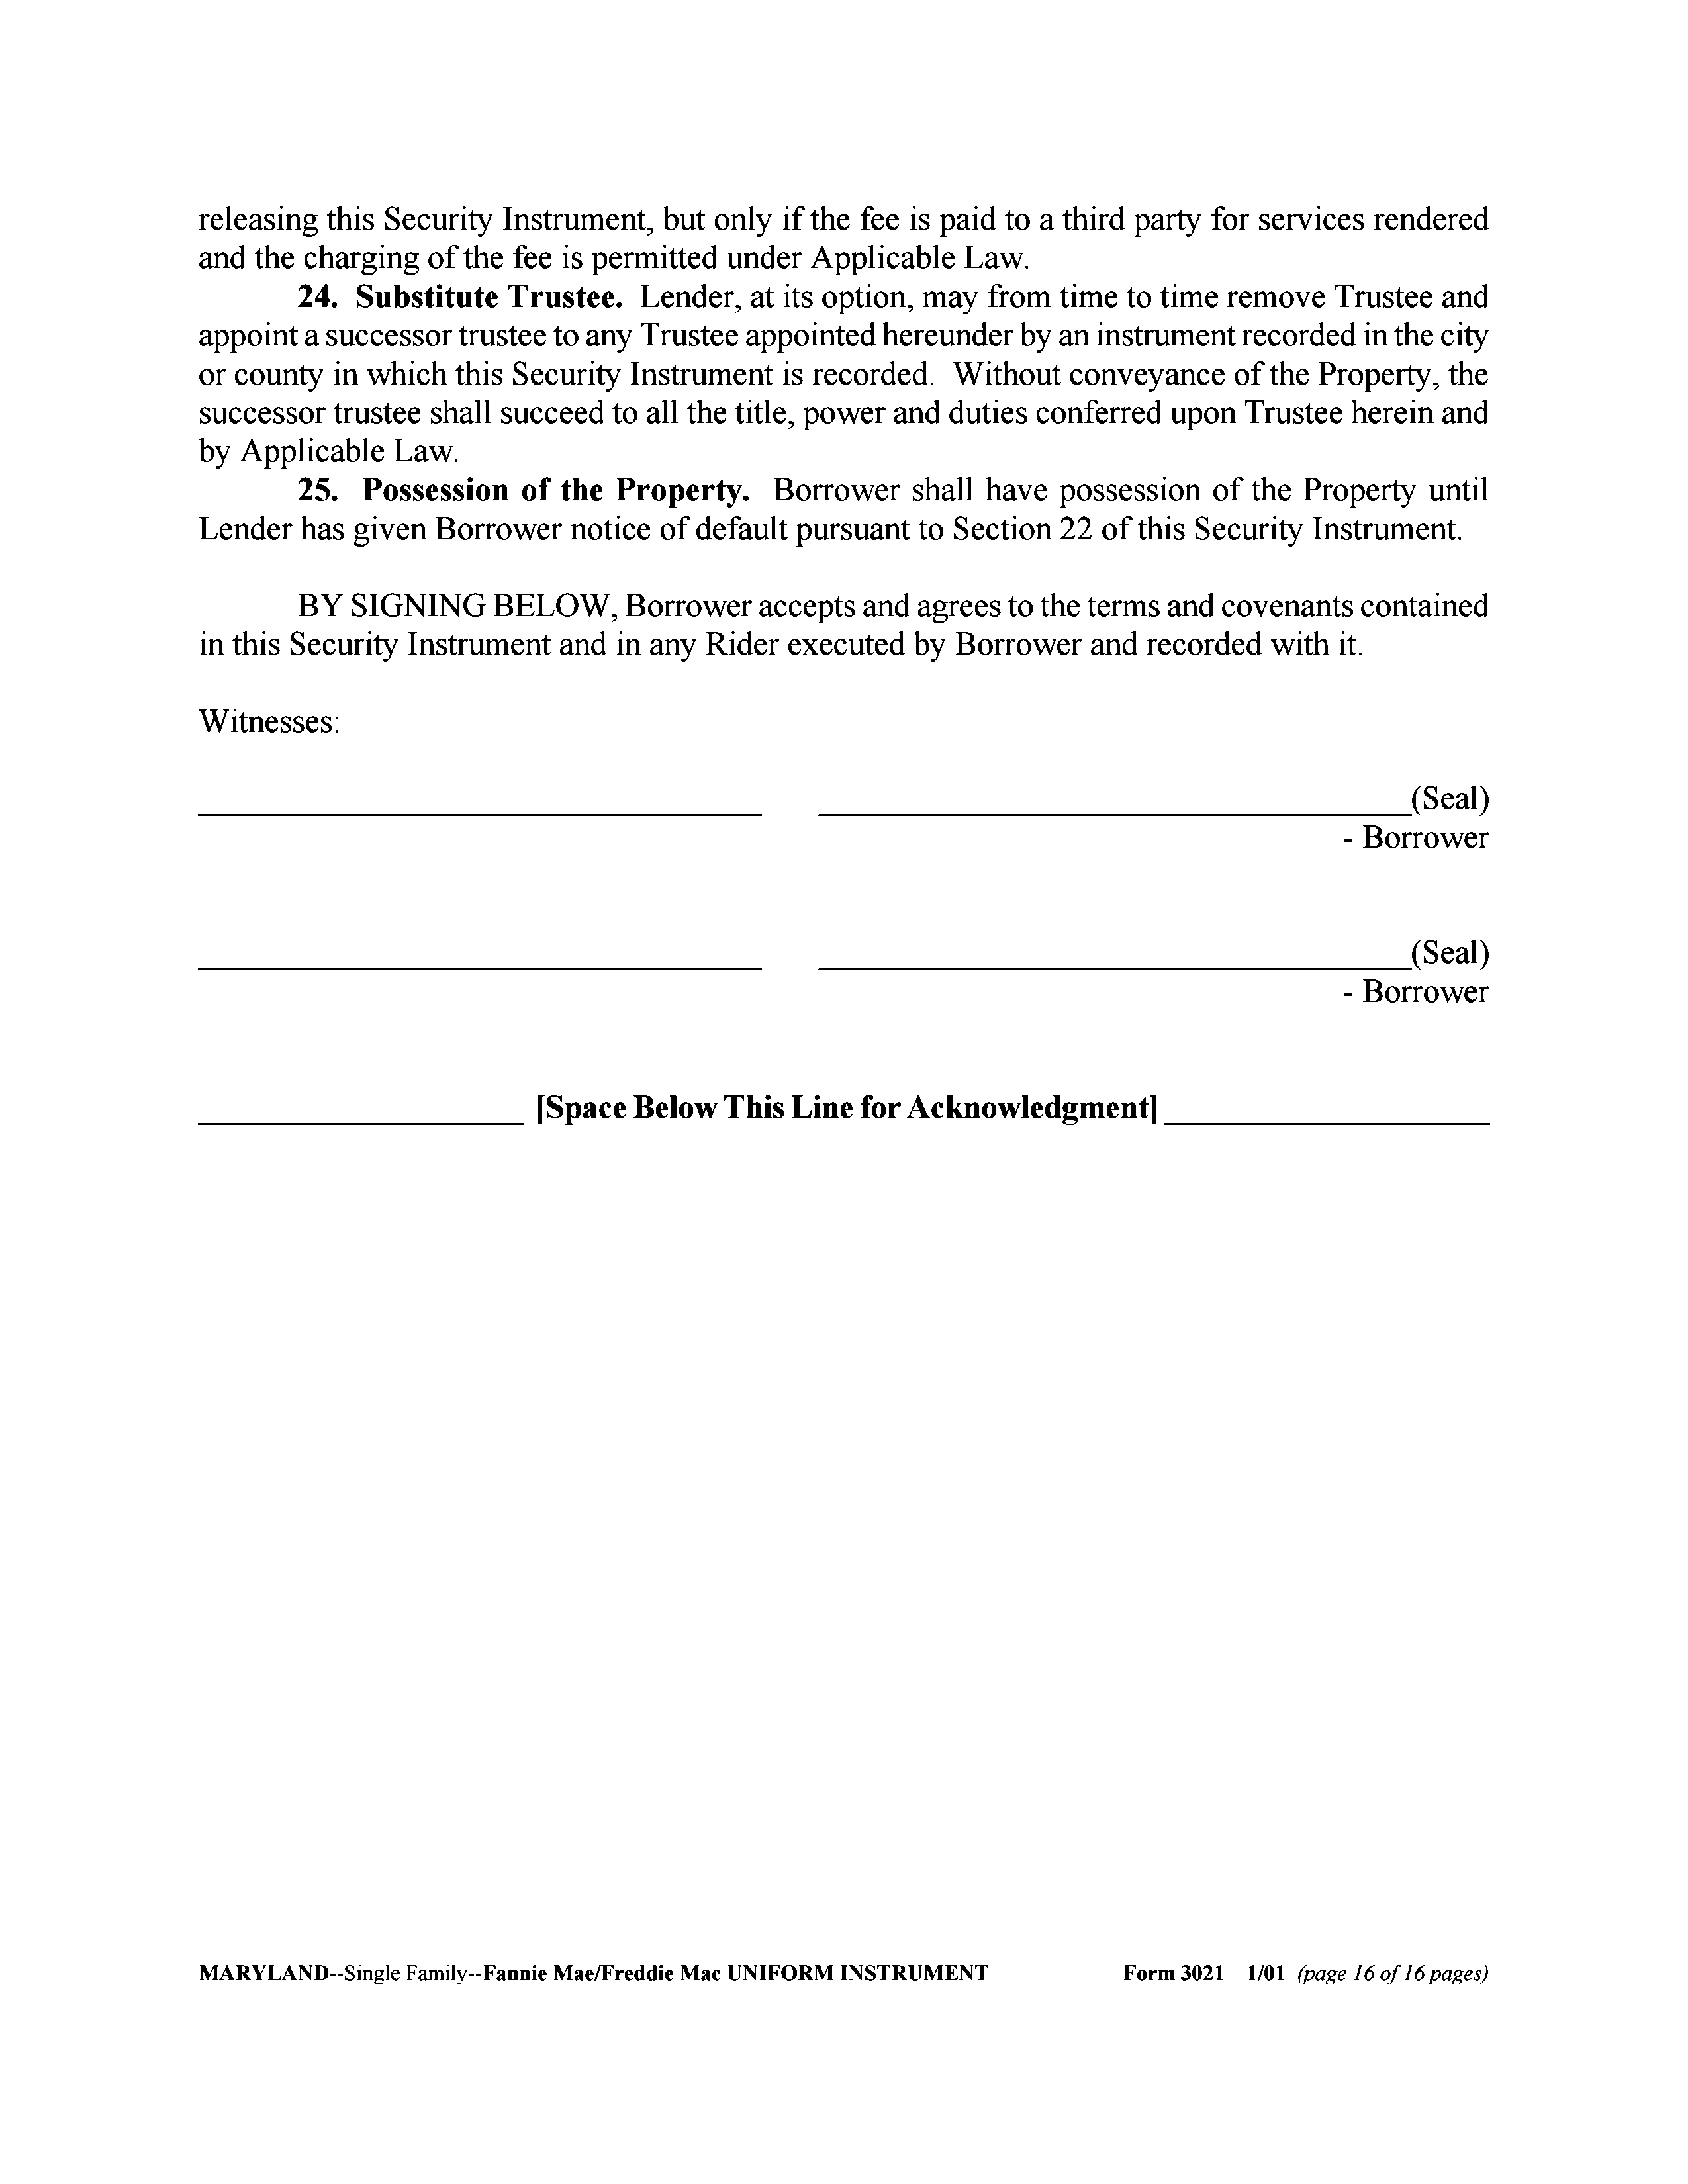 releasing this Security Instrument, but only if the fee is paid to a third party for services rendered
and the charging of the fee is permitted under Applicable Law.
24. Substitute Trustee. Lender, at its option, may from time to time remove Trustee and
appoint a successor trustee to any Trustee appointed hereunder by an instrument recorded in the city
or county in which this Security Instrument is recorded. Without conveyance of the Property, the
successor trustee shall succeed to all the title, power and duties conferred upon Trustee herein and
by Applicable Law.
25. Possession of the Property. Borrower shall have possession of the Property until
Lender has given Borrower notice of default pursuant to Section 22 of this Security Instrument.
BY SIGNING BELOW, Borrower accepts and agrees to the terms and covenants contained
in this Security Instrument and in any Rider executed by Borrower and recorded with it.
Witnesses:
(Seal)
- Borrower
(Seal)
- Borrower
[Space Below This Line for Acknowledgment]
MARYLAND--Single Family--Fannie Mae/Freddie Mac UNIFORM INSTRUMENT Form 3021 1/01 (page 16 of 16 pages)